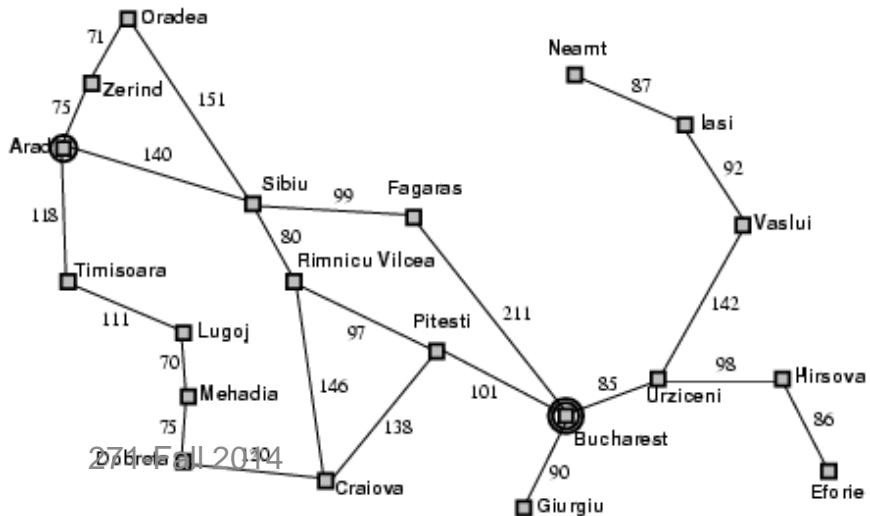 Oradea
71
Neamt
Zerind
87
75
151
Iasi
Arad
140
92
Sibiu
Fagaras
99
118
Vaslui
80
Timisoara
Rimnicu Vilcea
142
211
111
97
Pitesti
Lugoj
98
70
85
Hirsova
Mehadia
146
101
Urziceni
138
86
75
Bucharest
271-Fall 2014
Dobreta
90
Craiova
Eforie
Giurgiu